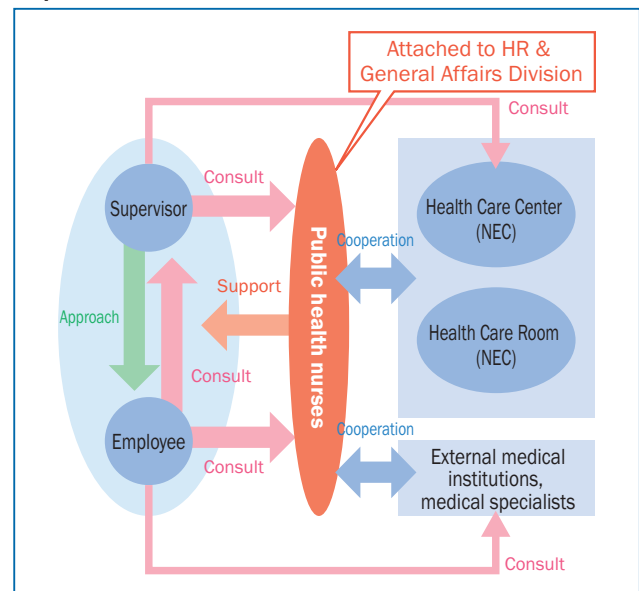 Attached to HR &
General Affairs Division
Consult
Supervisor
Consult
Health Care Center
(NEC)
Cooperation
Public health nurses
Support
Approach
Health Care Room
(NEC)
Consult
Employee
Consult
Cooperation
External medical
institutions,
medical specialists
Consult